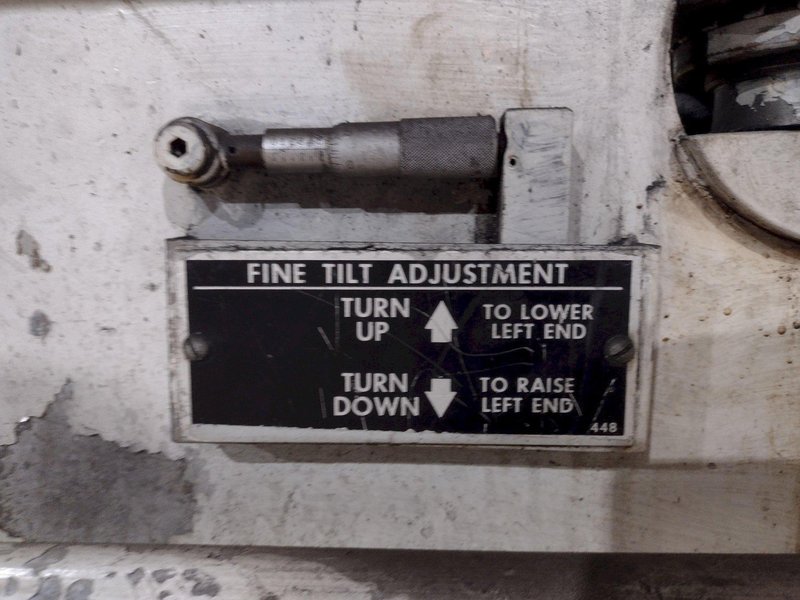 FINE TILT ADJUSTMENT
TURN UP
TO LOWER LEFT END
TURN DOWN
TO RAISE LEFT END
448